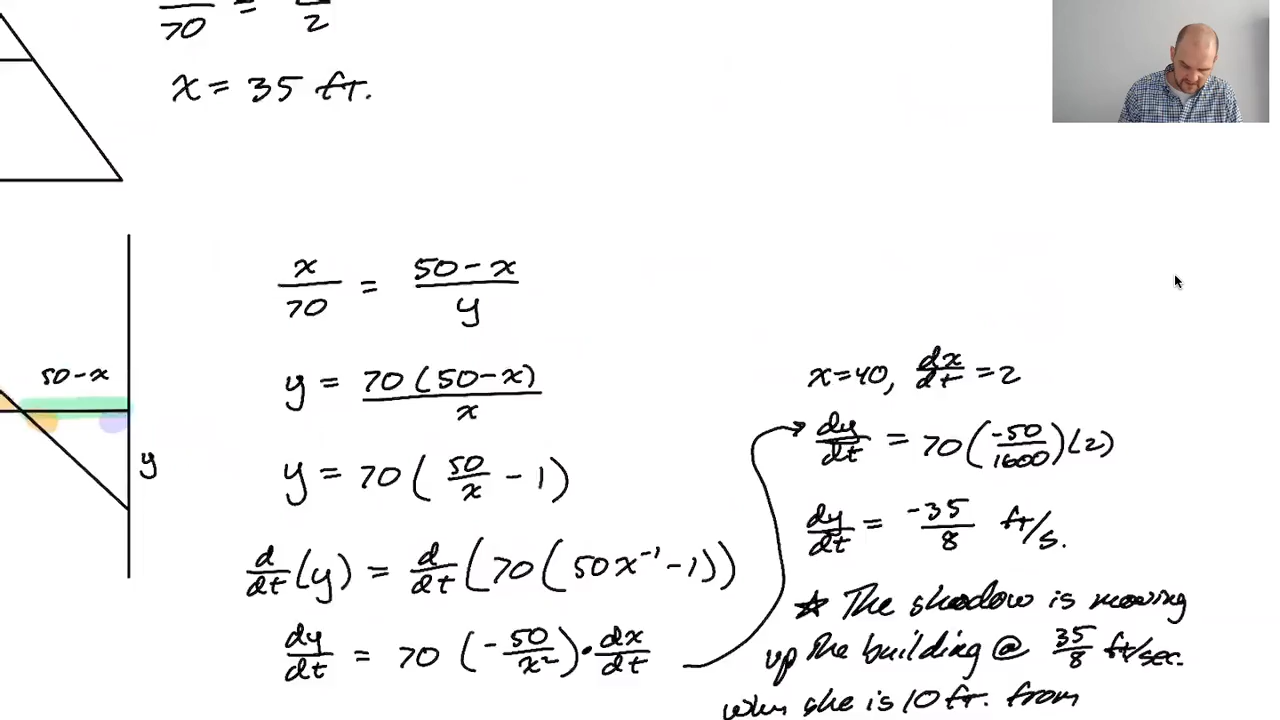 70 = 2
x = 35 ft.
x/70 = (50-x)/y
50-x
y = 70(50-x)/x
y
y = 70(50/x - 1)
d/dt(y) = d/dt(70(50x⁻¹-1))
dy/dt = 70(-50/x²)·dx/dt
x=40, dx/dt=2
dy/dt = 70(-50/1600)(2)
dy/dt = -35/8 ft/s.
☆ The shadow is moving
up the building @ 35/8 ft/sec.
when she is 10 ft. from